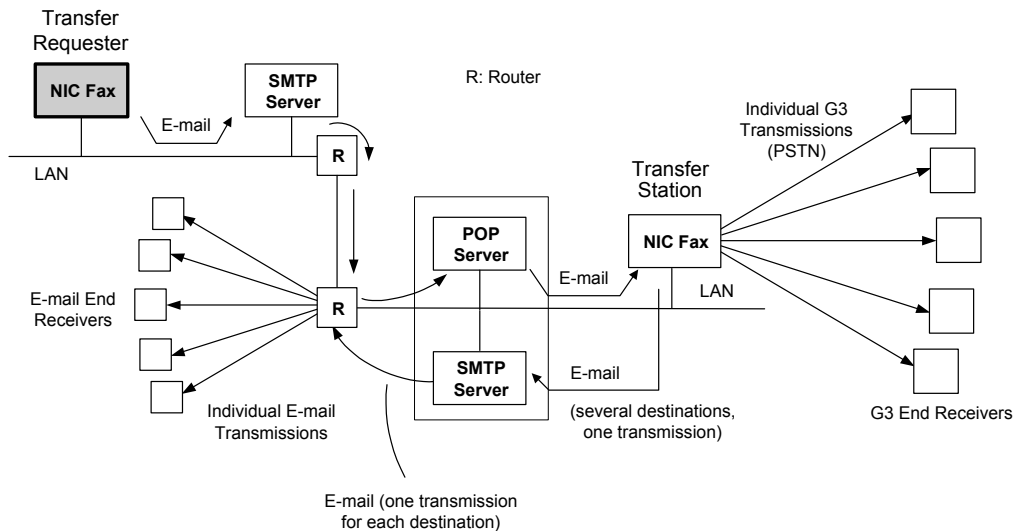 Transfer
Requester
NIC Fax
SMTP
Server
E-mail
R: Router
R
LAN
Individual G3
Transmissions
(PSTN)
Transfer
Station
NIC Fax
POP
Server
E-mail
LAN
E-mail End
Receivers
R
SMTP
Server
E-mail
(several destinations,
one transmission)
G3 End Receivers
Individual E-mail
Transmissions
E-mail (one transmission
for each destination)